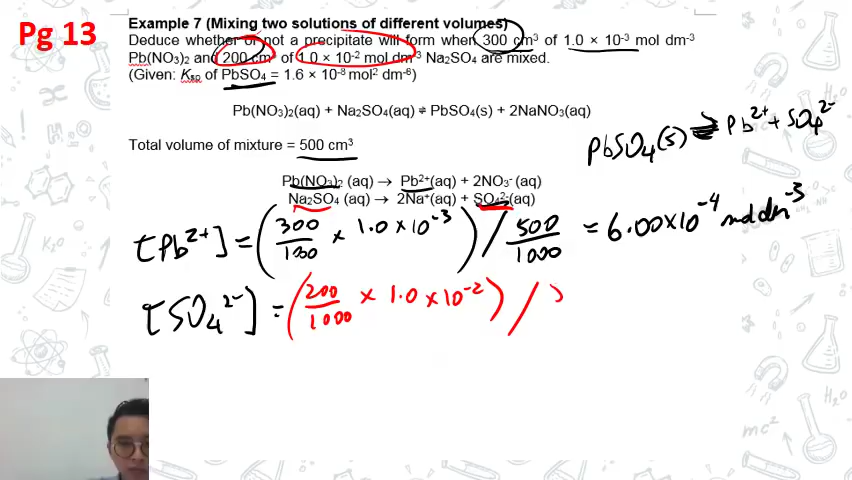 Pg 13
Example 7 (Mixing two solutions of different volumes)
Deduce whether or not a precipitate will form when 300 cm³ of 1.0 × 10⁻³ mol dm⁻³
Pb(NO₃)₂ and 200 cm³ of 1.0 × 10⁻² mol dm⁻³ Na₂SO₄ are mixed.
(Given: Ksp of PbSO₄ = 1.6 × 10⁻⁸ mol² dm⁻⁶)
Pb(NO₃)₂(aq) + Na₂SO₄(aq) ⇌ PbSO₄(s) + 2NaNO₃(aq)
PbSO₄(s) ⇌ Pb²⁺ + SO₄²⁻
Total volume of mixture = 500 cm³
Pb(NO₃)₂ (aq) → Pb²⁺(aq) + 2NO₃⁻(aq)
Na₂SO₄ (aq) → 2Na⁺(aq) + SO₄²⁻(aq)
[Pb²⁺] = (300/1000 × 1.0 × 10⁻³) / 500/1000 = 6.00 × 10⁻⁴ mol dm⁻³
[SO₄²⁻] = (200/1000 × 1.0 × 10⁻²) /